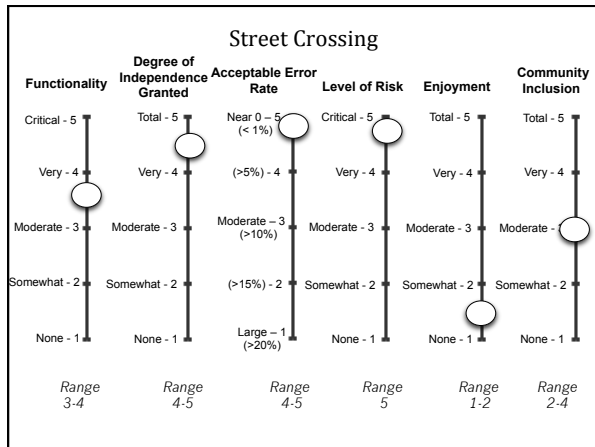 Street Crossing
Functionality
Critical - 5
Very - 4
Moderate - 3
Somewhat - 2
None - 1
Range
3-4
Degree of
Independence
Granted
Total - 5
Very - 4
Moderate - 3
Somewhat - 2
None - 1
Range
4-5
Acceptable Error
Rate
Near 0 – 5
(< 1%)
(>5%) - 4
Moderate – 3
(>10%)
(>15%) - 2
Large – 1
(>20%)
Range
4-5
Level of Risk
Critical - 5
Very - 4
Moderate - 3
Somewhat - 2
None - 1
Range
5
Enjoyment
Total - 5
Very - 4
Moderate - 3
Somewhat - 2
None - 1
Range
1-2
Community
Inclusion
Total - 5
Very - 4
Moderate -
Somewhat - 2
None - 1
Range
2-4